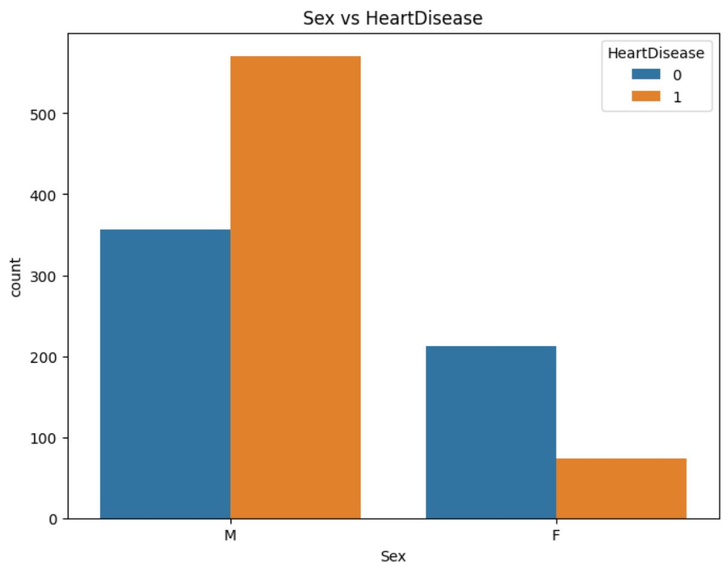 Sex vs HeartDisease
HeartDisease
0
1
500
400
300
200
100
0
count
M
F
Sex